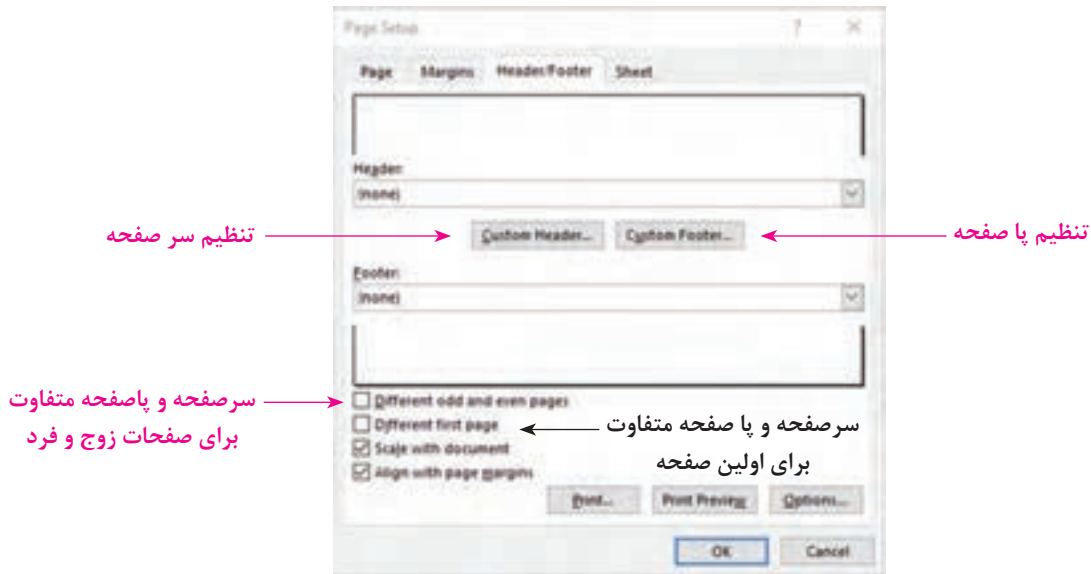 Page Setup
Page Margins Header/Footer Sheet
Header:
(none)
تنظیم سر صفحه
Custom Header... Custom Footer...
تنظیم پا صفحه
Footer:
(none)
سرصفحه و پاصفحه متفاوت
برای صفحات زوج و فرد
Different odd and even pages
Different first page
سرصفحه و پا صفحه متفاوت
برای اولین صفحه
Scale with document
Align with page margins
Print... Print Preview Options...
OK Cancel